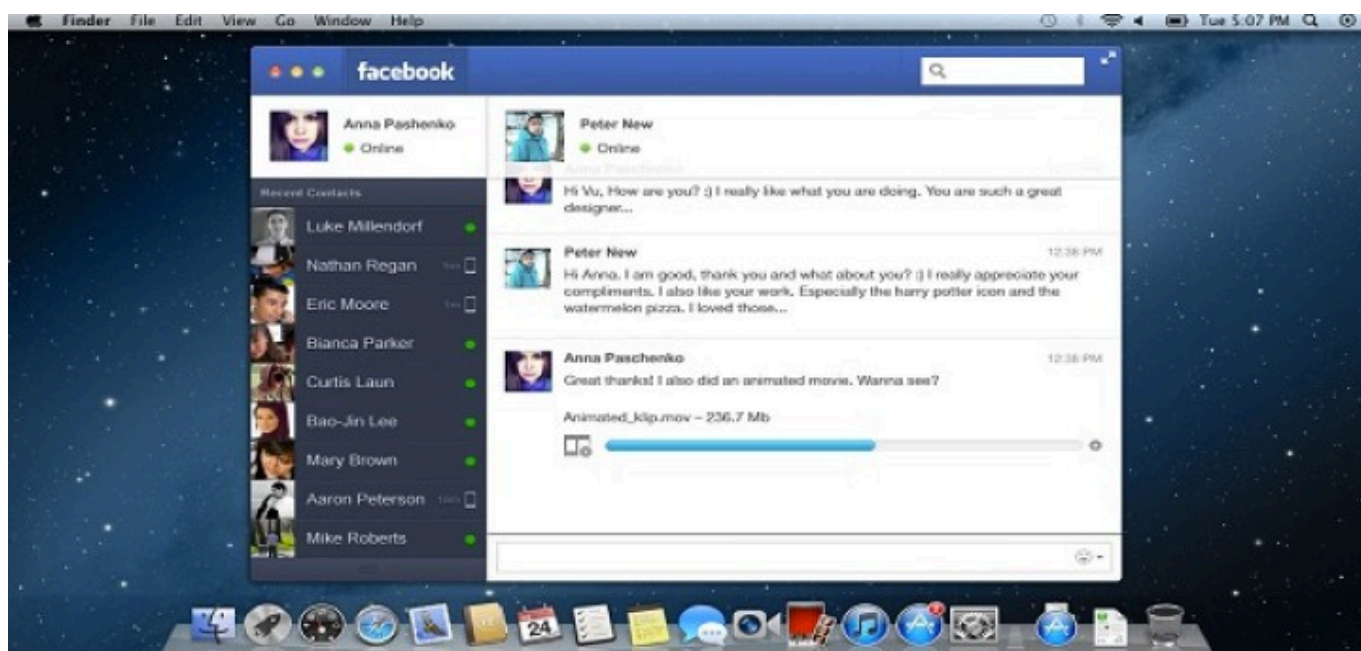 Finder File Edit View Go Window Help Tue 5:07 PM
facebook
Anna Pashenko
Online
Peter New
Online
Recent Contacts
Luke Millendorf
Nathan Regan
Eric Moore
Bianca Parker
Curtis Laun
Bao-Jin Lee
Mary Brown
Aaron Peterson
Mike Roberts
Hi Vu, How are you? ;) I really like what you are doing. You are such a great
designer...
Peter New 12:38 PM
Hi Anna. I am good, thank you and what about you? :) I really appreciate your
compliments. I also like your work. Especially the harry potter icon and the
watermelon pizza. I loved those...
Anna Paschenko 12:38 PM
Great thanks! I also did an animated movie. Wanna see?
Animated_klip.mov – 236.7 Mb
24